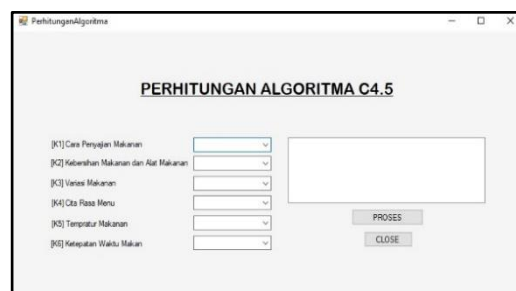 PerhitunganAlgoritma
PERHITUNGAN ALGORITMA C4.5
[K1] Cara Penyajian Makanan
[K2] Kebersihan Makanan dan Alat Makanan
[K3] Variasi Makanan
[K4] Cita Rasa Menu
[K5] Tempratur Makanan
[K6] Ketepatan Waktu Makan
PROSES
CLOSE